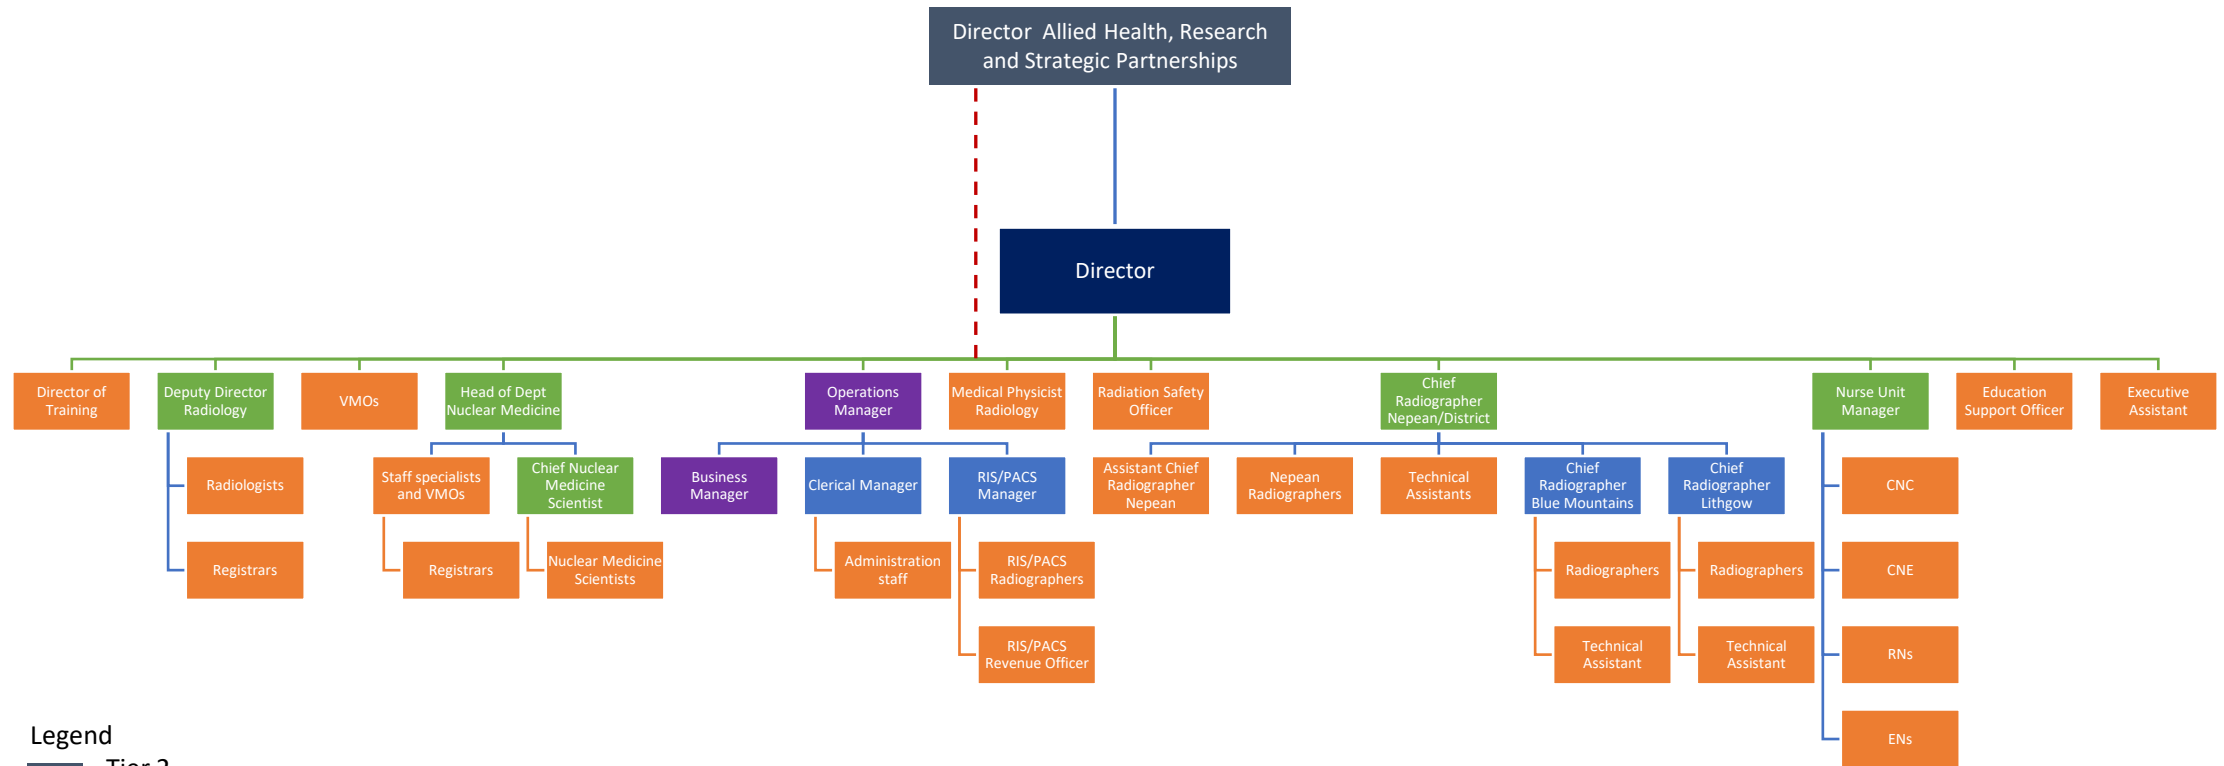 Director Allied Health, Research
and Strategic Partnerships
Director
Director of
Training
Deputy Director
Radiology
VMOs
Head of Dept
Nuclear Medicine
Operations
Manager
Medical Physicist
Radiology
Radiation Safety
Officer
Chief
Radiographer
Nepean/District
Nurse Unit
Manager
Education
Support Officer
Executive
Assistant
Radiologists
Staff specialists
and VMOs
Chief Nuclear
Medicine
Scientist
Business
Manager
Clerical Manager
RIS/PACS
Manager
Assistant Chief
Radiographer
Nepean
Nepean
Radiographers
Technical
Assistants
Chief
Radiographer
Blue Mountains
Chief
Radiographer
Lithgow
CNC
Registrars
Registrars
Nuclear Medicine
Scientists
Administration
staff
RIS/PACS
Radiographers
Radiographers
Radiographers
CNE
RIS/PACS
Revenue Officer
Technical
Assistant
Technical
Assistant
RNs
ENs
Legend
Tier